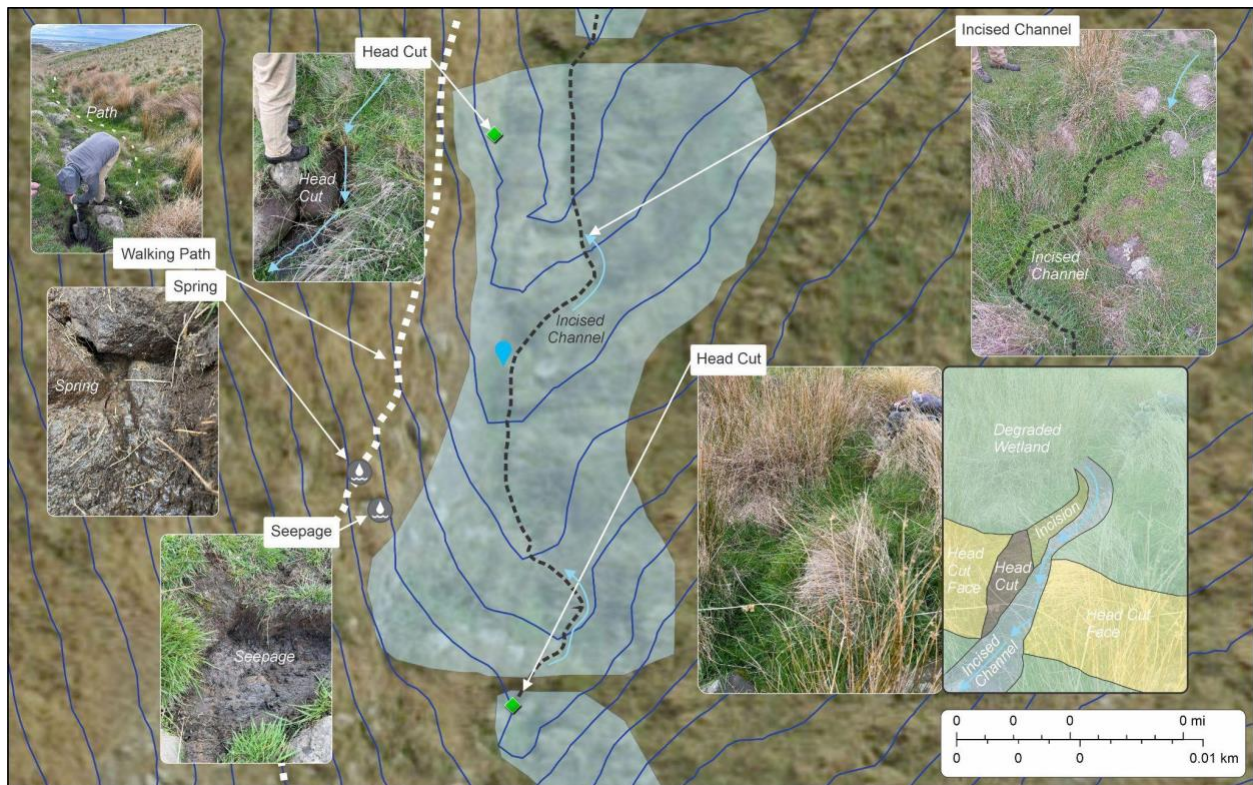 Head Cut
Incised Channel
Path
Head
Cut
Walking Path
Spring
Spring
Incised
Channel
Incised
Channel
Head Cut
Degraded
Wetland
Incision
Head
Cut
Face
Head
Cut
Head Cut
Face
Incised
Channel
Seepage
Seepage
0 0 0 0 mi
0 0 0 0.01 km